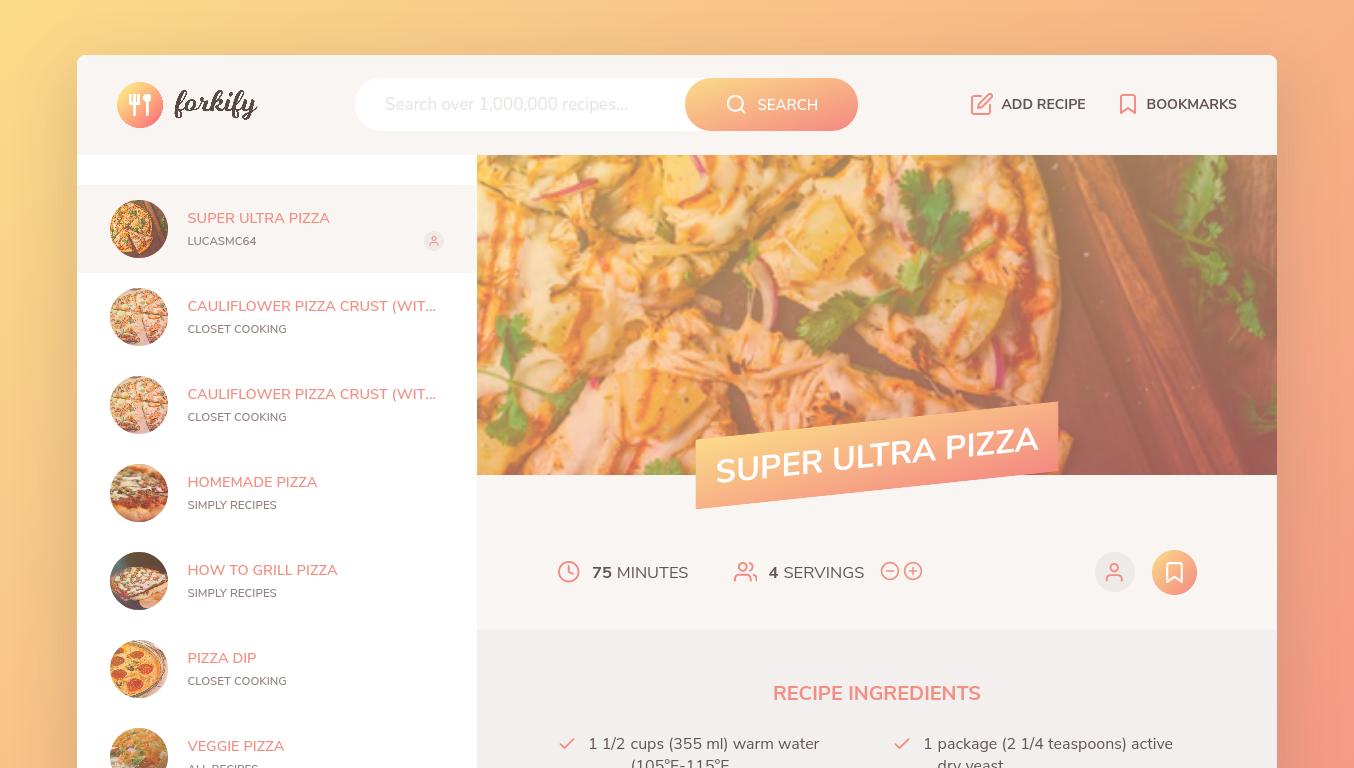 forkify
Search over 1,000,000 recipes...
SEARCH
ADD RECIPE
BOOKMARKS
SUPER ULTRA PIZZA
LUCASMC64
CAULIFLOWER PIZZA CRUST (WIT...
CLOSET COOKING
CAULIFLOWER PIZZA CRUST (WIT...
CLOSET COOKING
HOMEMADE PIZZA
SIMPLY RECIPES
HOW TO GRILL PIZZA
SIMPLY RECIPES
PIZZA DIP
CLOSET COOKING
VEGGIE PIZZA
ALL RECIPES
SUPER ULTRA PIZZA
75 MINUTES
4 SERVINGS
RECIPE INGREDIENTS
1 1/2 cups (355 ml) warm water
(105°F-115°F
1 package (2 1/4 teaspoons) active
dry yeast